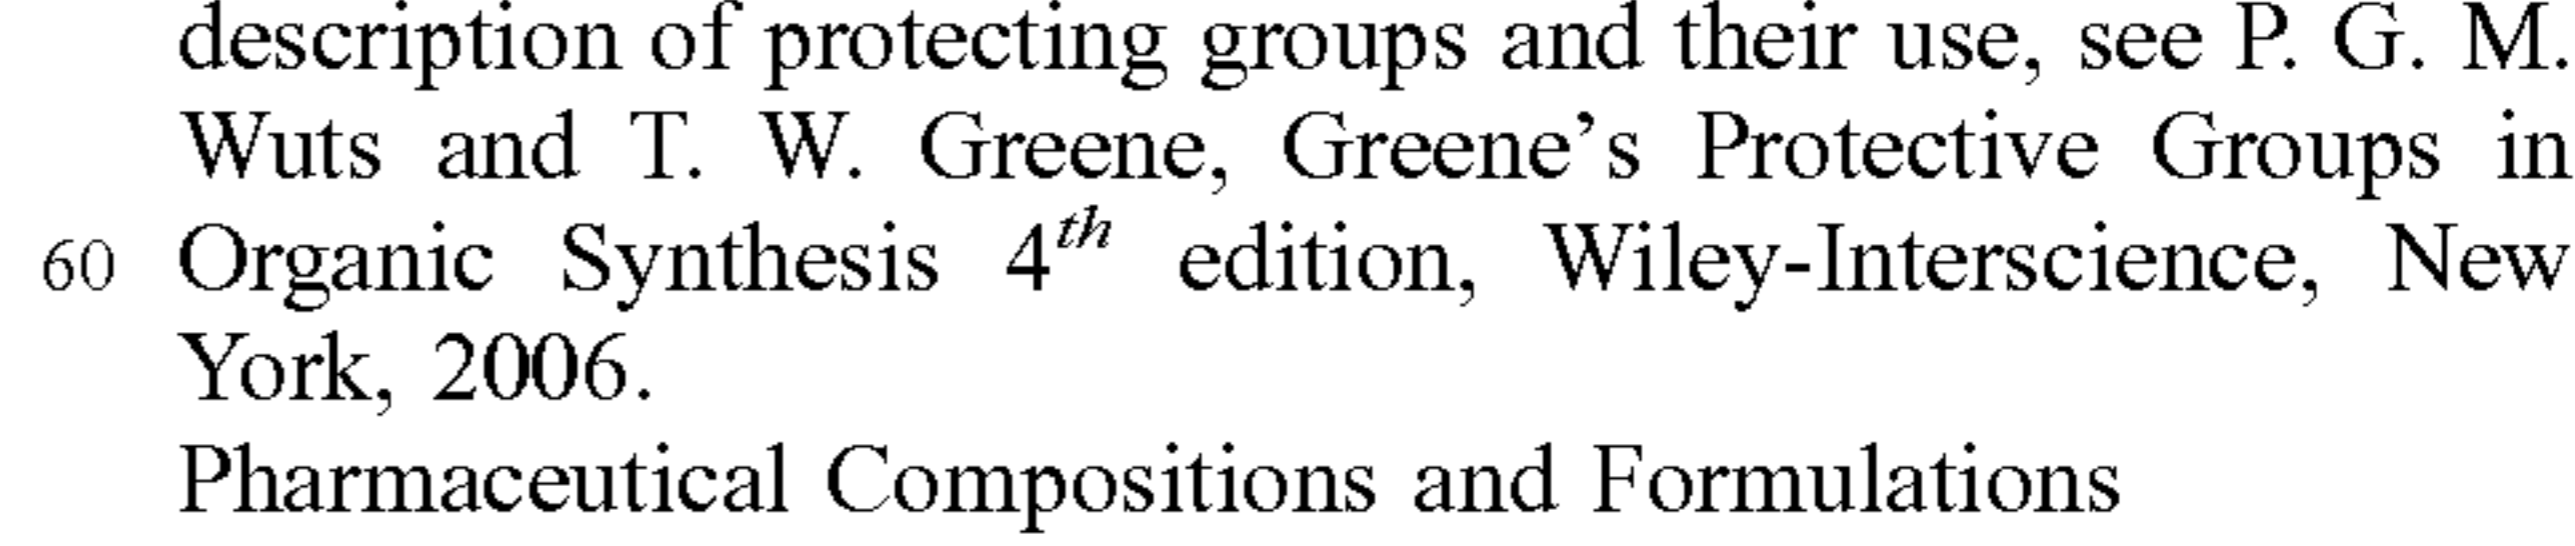 description of protecting groups and their use, see P. G. M.
Wuts and T. W. Greene, Greene’s Protective Groups in
60 Organic Synthesis 4th edition, Wiley-Interscience, New
York, 2006.
Pharmaceutical Compositions and Formulations